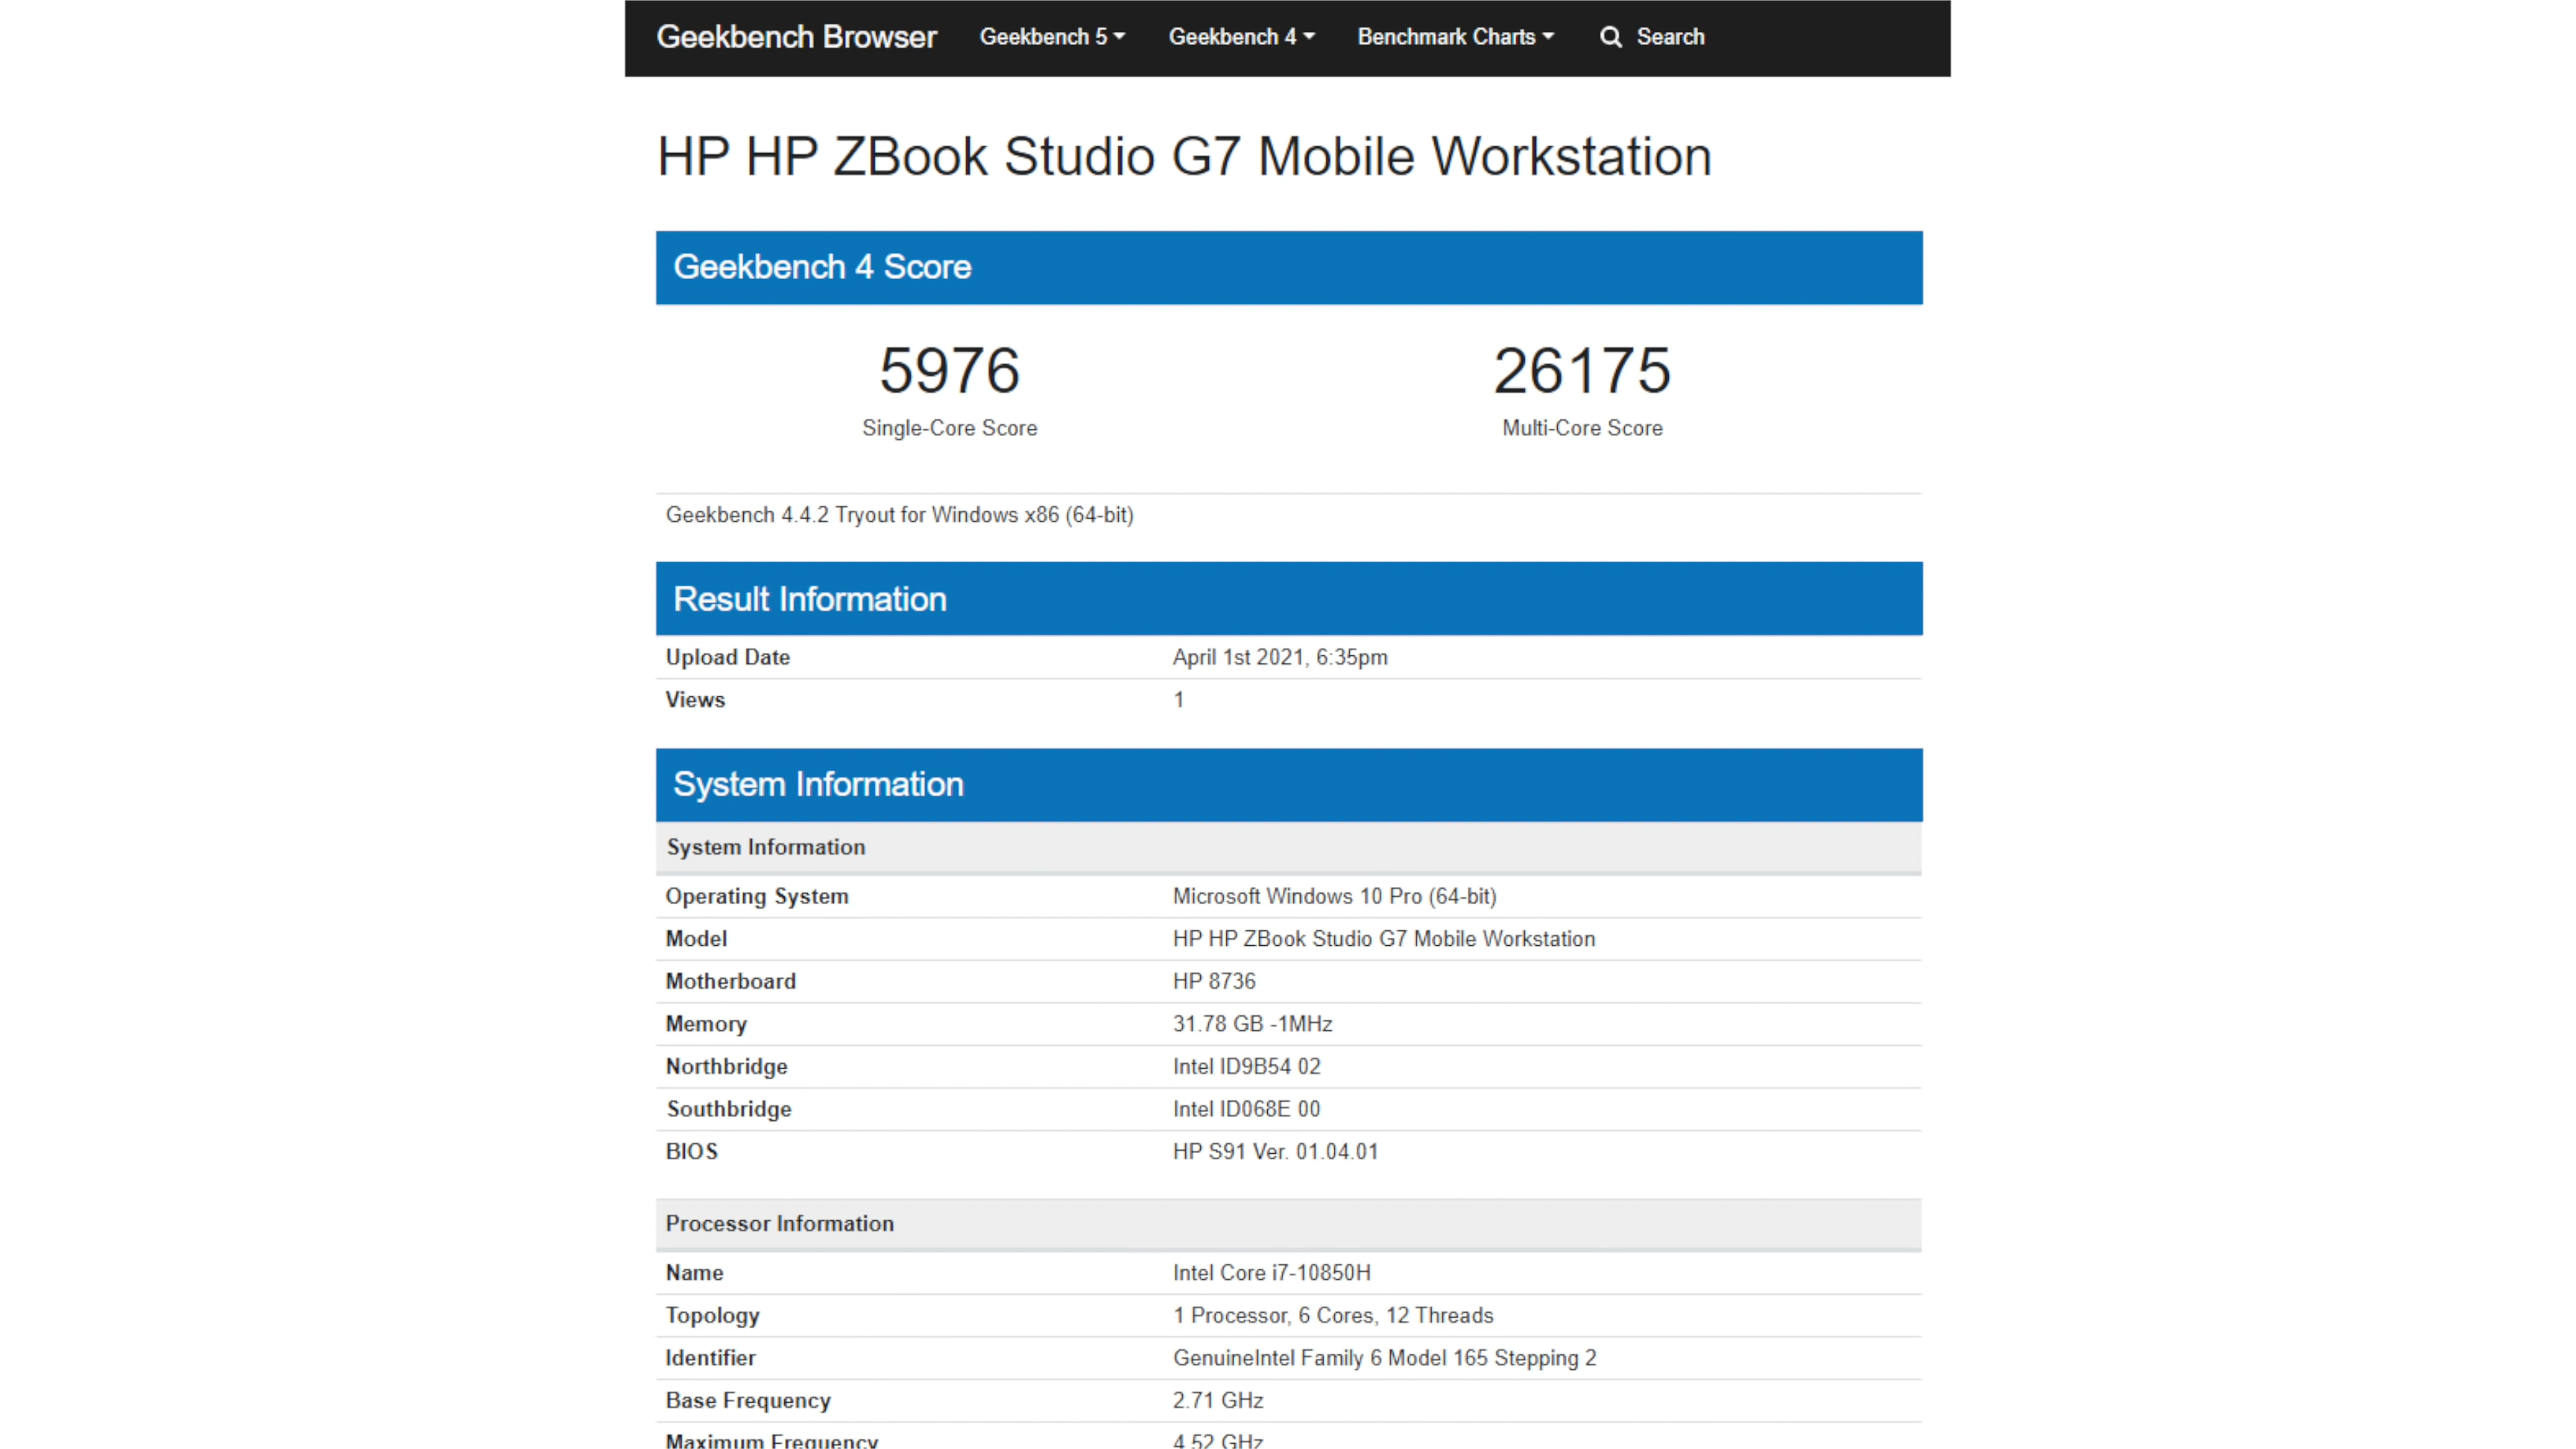 Geekbench Browser Geekbench 5 Geekbench 4 Benchmark Charts Search
HP HP ZBook Studio G7 Mobile Workstation
Geekbench 4 Score
5976 26175
Single-Core Score Multi-Core Score
Geekbench 4.4.2 Tryout for Windows x86 (64-bit)
Result Information
Upload Date April 1st 2021, 6:35pm
Views 1
System Information
System Information
Operating System Microsoft Windows 10 Pro (64-bit)
Model HP HP ZBook Studio G7 Mobile Workstation
Motherboard HP 8736
Memory 31.78 GB -1MHz
Northbridge Intel ID9B54 02
Southbridge Intel ID068E 00
BIOS HP S91 Ver. 01.04.01
Processor Information
Name Intel Core i7-10850H
Topology 1 Processor, 6 Cores, 12 Threads
Identifier GenuineIntel Family 6 Model 165 Stepping 2
Base Frequency 2.71 GHz
Maximum Frequency 4.52 GHz